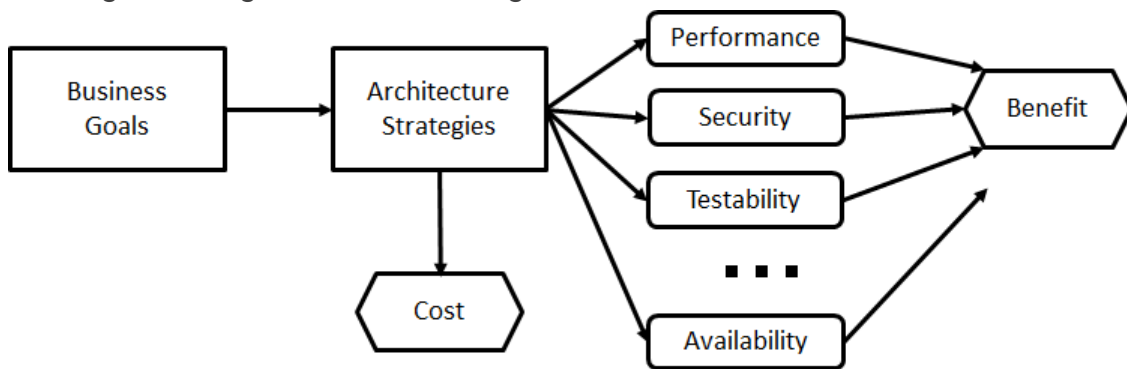 Business
Goals
Architecture
Strategies
Performance
Security
Testability
...
Availability
Benefit
Cost